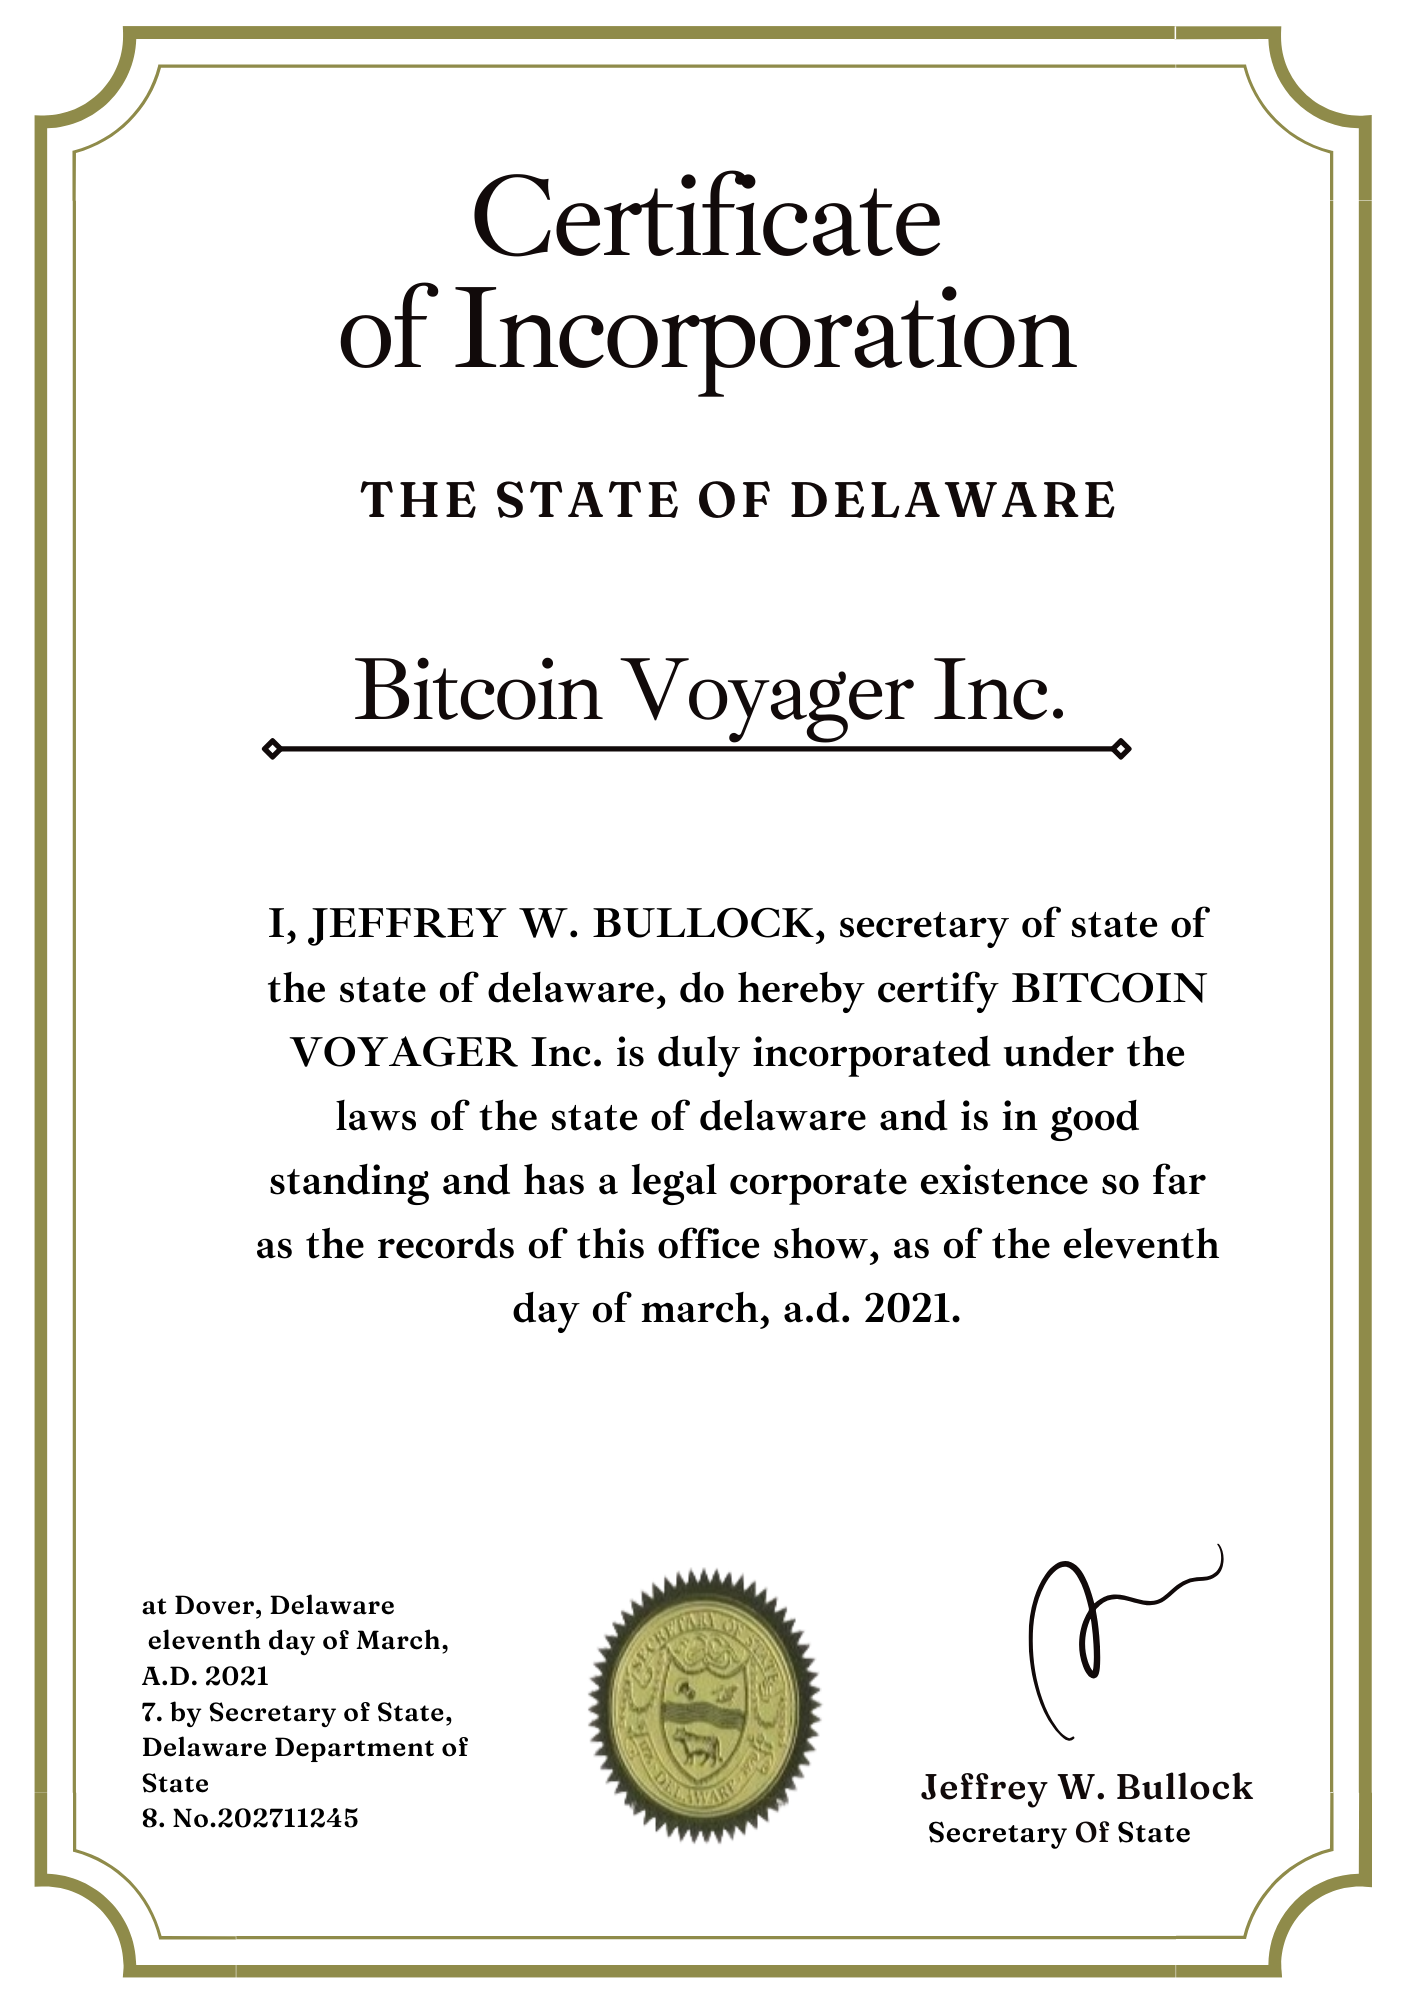 Certificate
of Incorporation
THE STATE OF DELAWARE
Bitcoin Voyager Inc.
I, JEFFREY W. BULLOCK, secretary of state of
the state of delaware, do hereby certify BITCOIN
VOYAGER Inc. is duly incorporated under the
laws of the state of delaware and is in good
standing and has a legal corporate existence so far
as the records of this office show, as of the eleventh
day of march, a.d. 2021.
at Dover, Delaware
eleventh day of March,
A.D. 2021
7. by Secretary of State,
Delaware Department of
State
8. No.202711245
SECRETARY OF STATE
DELAWARE
Jeffrey W. Bullock
Secretary Of State